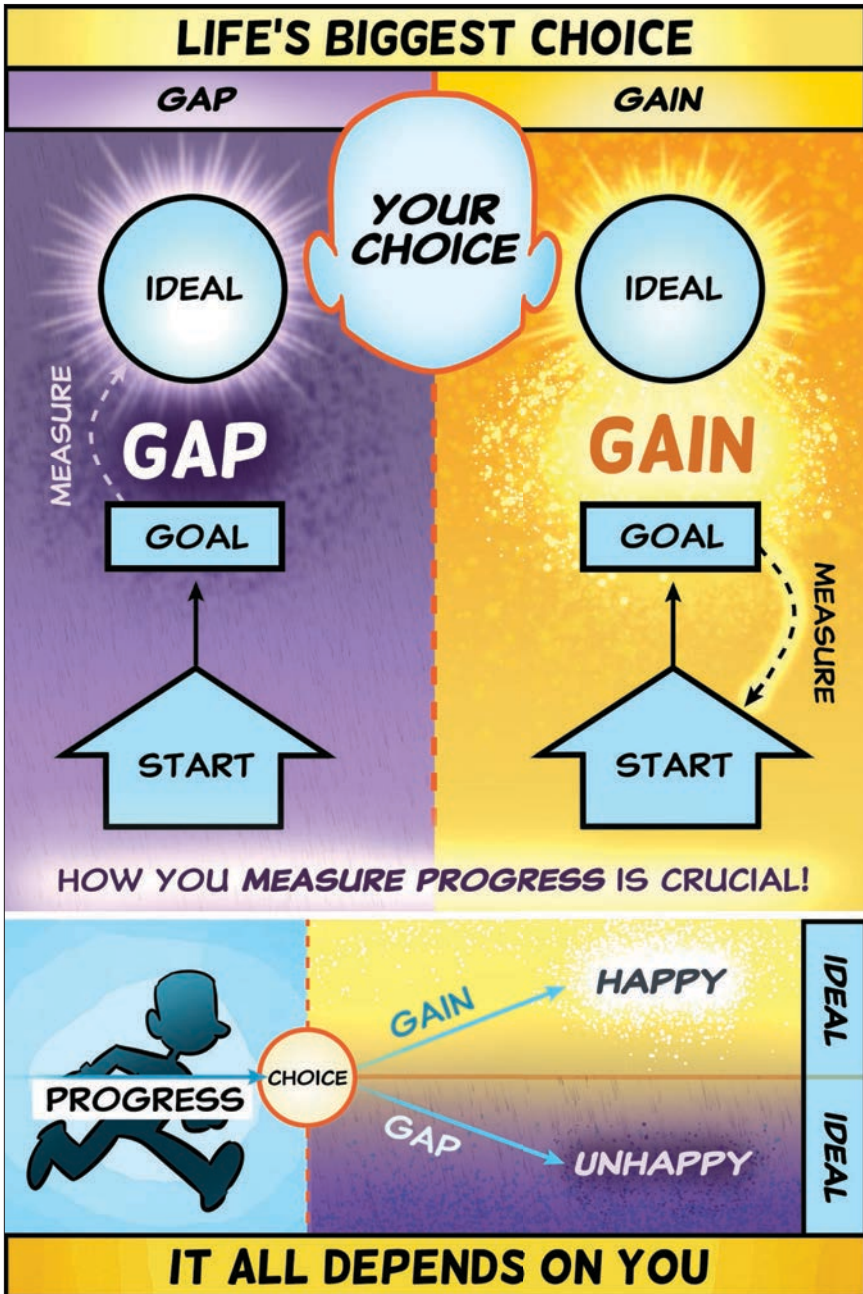 LIFE'S BIGGEST CHOICE
GAP
GAIN
YOUR
CHOICE
IDEAL
IDEAL
MEASURE
GAP
GAIN
GOAL
GOAL
MEASURE
START
START
HOW YOU MEASURE PROGRESS IS CRUCIAL!
PROGRESS
CHOICE
GAIN
HAPPY
IDEAL
GAP
UNHAPPY
IDEAL
IT ALL DEPENDS ON YOU